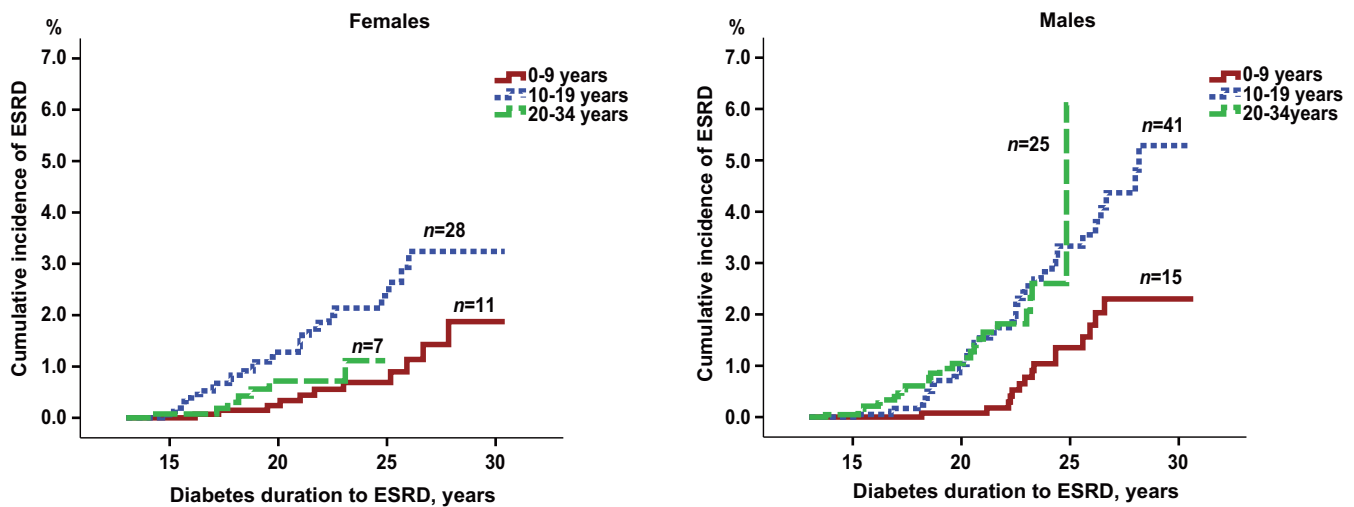 Females
%
7.0
6.0
5.0
4.0
3.0
2.0
1.0
0.0
Cumulative incidence of ESRD
0-9 years
10-19 years
20-34 years
n=28
n=11
n=7
15 20 25 30
Diabetes duration to ESRD, years
Males
%
7.0
6.0
5.0
4.0
3.0
2.0
1.0
0.0
Cumulative incidence of ESRD
0-9 years
10-19 years
20-34years
n=25
n=41
n=15
15 20 25 30
Diabetes duration to ESRD, years